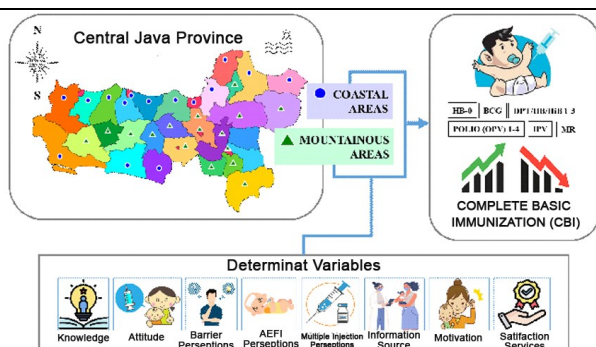 Central Java Province
N
S
COASTAL
AREAS
MOUNTAINOUS
AREAS
HB-0 BCG DPT/HB/HiB 1-3
POLIO (OPV) 1-4 IPV MR
COMPLETE BASIC
IMMUNIZATION (CBI)
Determinat Variables
Knowledge
Attitude
Barrier
Perseptions
AEFI
Perseptions
Multiple Injection
Perseptions
Information
Source
Motivation
Satifaction
Services